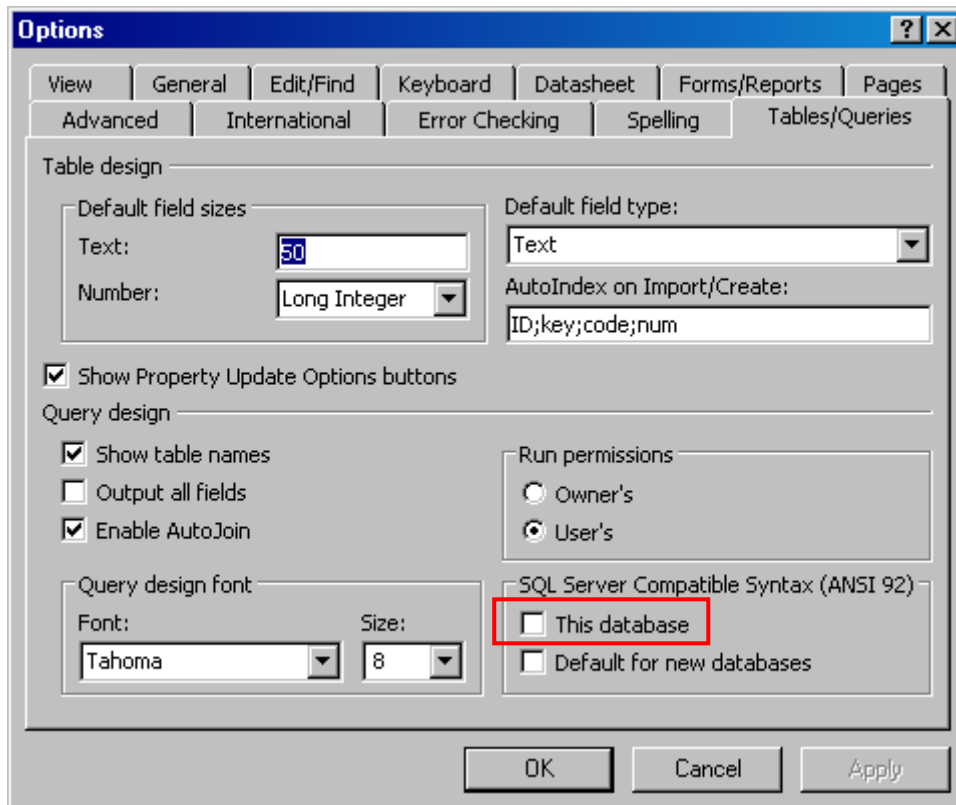 Options
View General Edit/Find Keyboard Datasheet Forms/Reports Pages
Advanced International Error Checking Spelling Tables/Queries
Table design
Default field sizes
Text: 50
Number: Long Integer
Default field type:
Text
AutoIndex on Import/Create:
ID;key;code;num
Show Property Update Options buttons
Query design
Show table names
Output all fields
Enable AutoJoin
Run permissions
Owner's
User's
Query design font
Font: Size:
Tahoma 8
SQL Server Compatible Syntax (ANSI 92)
This database
Default for new databases
OK Cancel Apply